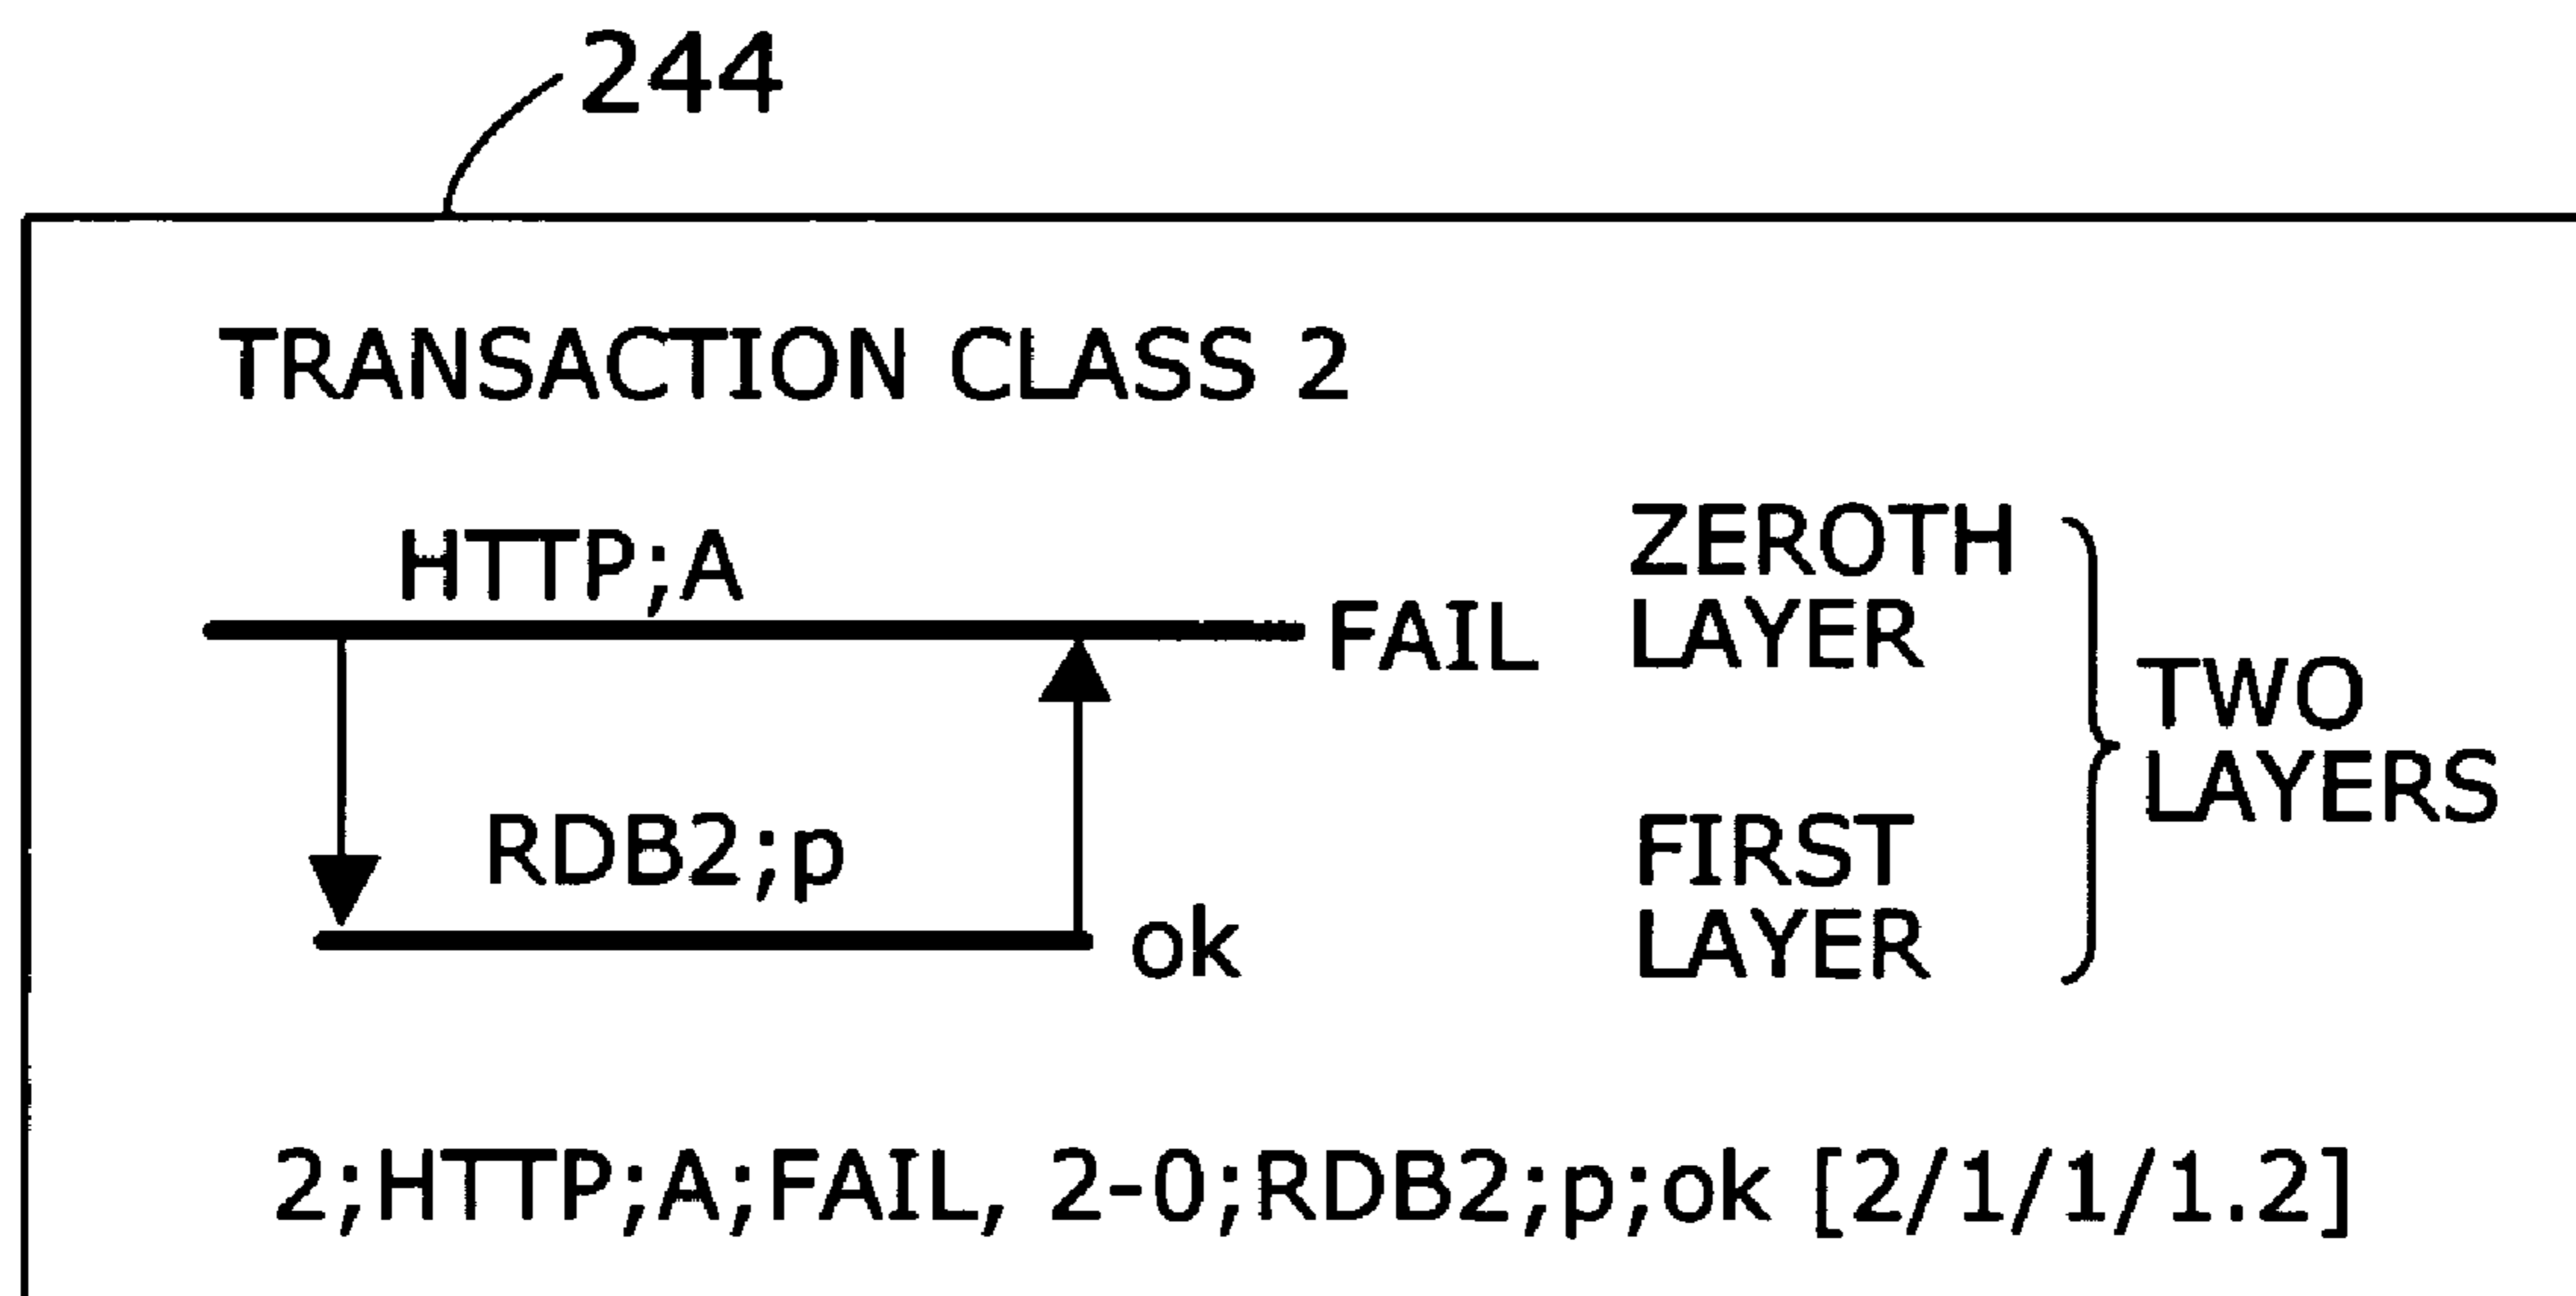 244
TRANSACTION CLASS 2
HTTP;A
FAIL
ZEROTH
LAYER
TWO
LAYERS
RDB2;p
ok
FIRST
LAYER
2;HTTP;A;FAIL, 2-0;RDB2;p;ok [2/1/1/1.2]